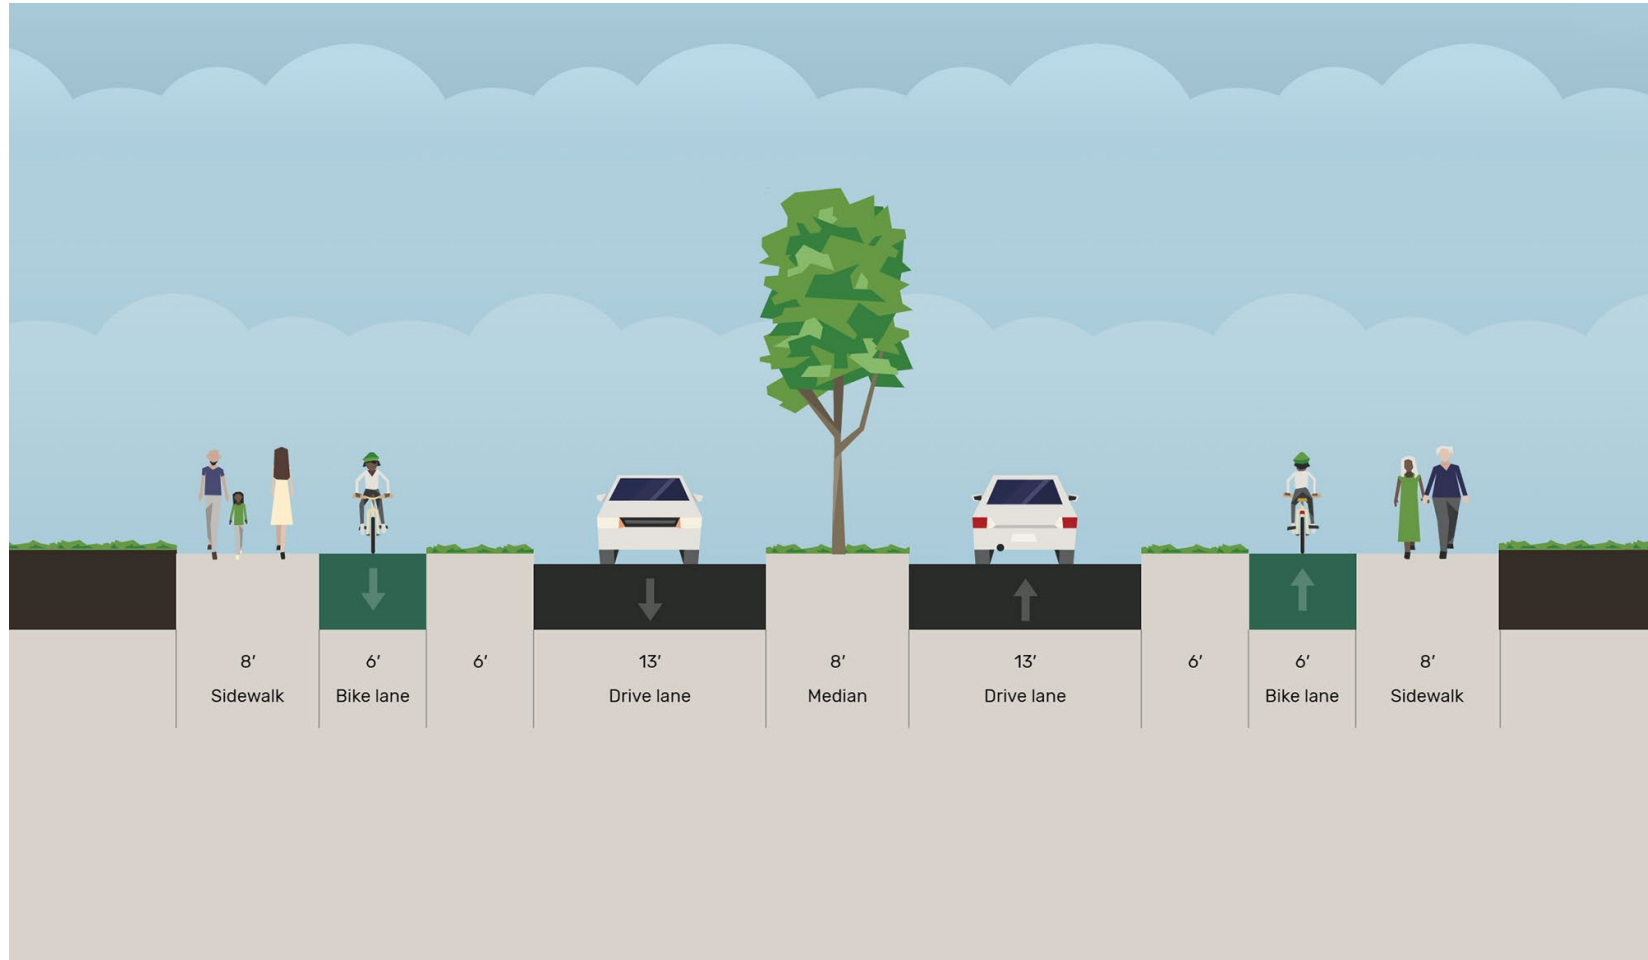 8′
Sidewalk
6′
Bike lane
6′
13′
Drive lane
8′
Median
13′
Drive lane
6′
6′
Bike lane
8′
Sidewalk